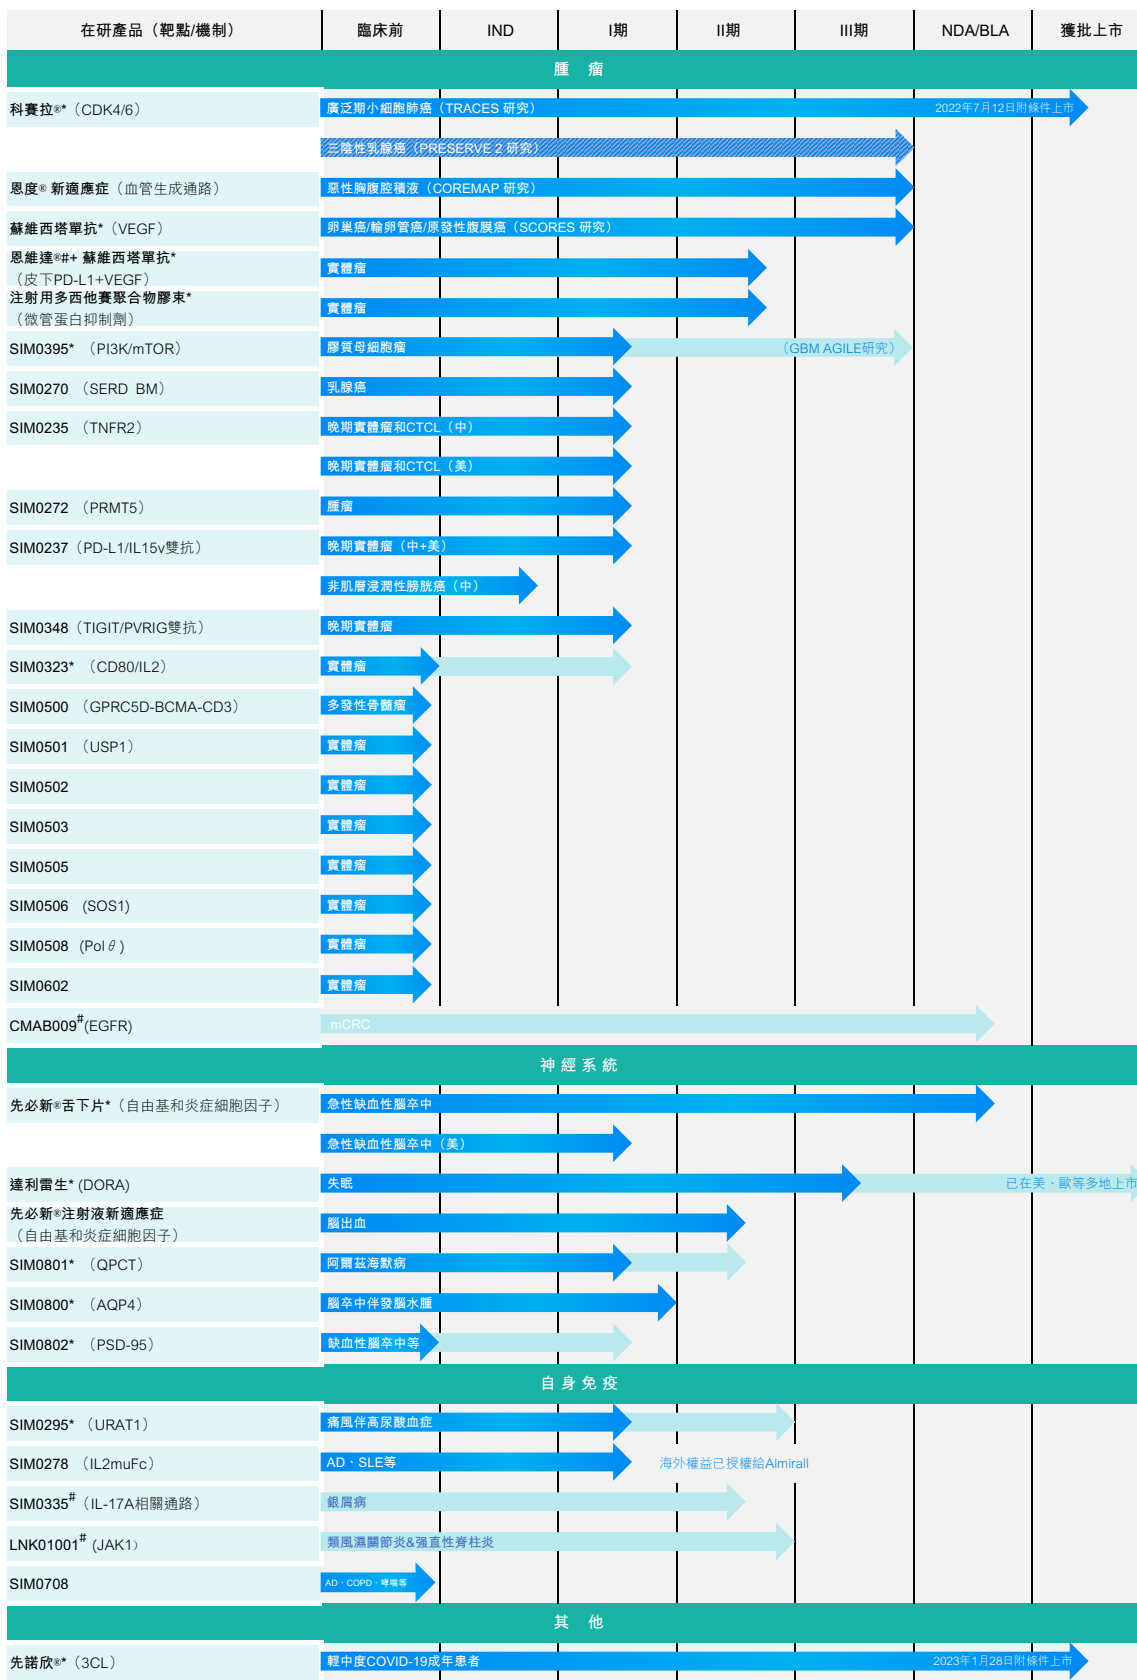 在研產品（靶點/機制） 臨床前 IND I期 II期 III期 NDA/BLA 獲批上市
腫 瘤
科賽拉®*（CDK4/6） 廣泛期小細胞肺癌（TRACES 研究） 2022年7月12日附條件上市
三陰性乳腺癌（PRESERVE 2 研究）
恩度® 新適應症（血管生成通路） 惡性胸腹腔積液（COREMAP 研究）
蘇維西塔單抗*（VEGF） 卵巢癌/輸卵管癌/原發性腹膜癌（SCORES 研究）
恩維達®#+ 蘇維西塔單抗*
（皮下PD-L1+VEGF） 實體瘤
注射用多西他賽聚合物膠束*
（微管蛋白抑制劑） 實體瘤
SIM0395*（PI3K/mTOR） 膠質母細胞瘤 （GBM AGILE研究）
SIM0270（SERD BM） 乳腺癌
SIM0235（TNFR2） 晚期實體瘤和CTCL（中）
晚期實體瘤和CTCL（美）
SIM0272（PRMT5） 腫瘤
SIM0237（PD-L1/IL15v雙抗） 晚期實體瘤（中+美）
非肌層浸潤性膀胱癌（中）
SIM0348（TIGIT/PVRIG雙抗） 晚期實體瘤
SIM0323*（CD80/IL2） 實體瘤
SIM0500（GPRC5D-BCMA-CD3） 多發性骨髓瘤
SIM0501（USP1） 實體瘤
SIM0502 實體瘤
SIM0503 實體瘤
SIM0505 實體瘤
SIM0506 (SOS1) 實體瘤
SIM0508 (Polθ) 實體瘤
SIM0602 實體瘤
CMAB009#(EGFR) mCRC
神經系統
先必新®舌下片*（自由基和炎症細胞因子） 急性缺血性腦卒中
急性缺血性腦卒中（美）
達利雷生* (DORA) 失眠 已在美、歐等多地上市
先必新®注射液新適應症
（自由基和炎症細胞因子） 腦出血
SIM0801*（QPCT） 阿爾茲海默病
SIM0800*（AQP4） 腦卒中伴發腦水腫
SIM0802*（PSD-95） 缺血性腦卒中等
自身免疫
SIM0295*（URAT1） 痛風伴高尿酸血症
SIM0278（IL2muFc） AD、SLE等 海外權益已授權給Almirall
SIM0335#（IL-17A相關通路） 銀屑病
LNK01001# (JAK1） 類風濕關節炎&强直性脊柱炎
SIM0708 AD、COPD、哮喘等
其 他
先諾欣®*（3CL） 輕中度COVID-19成年患者 2023年1月28日附條件上市